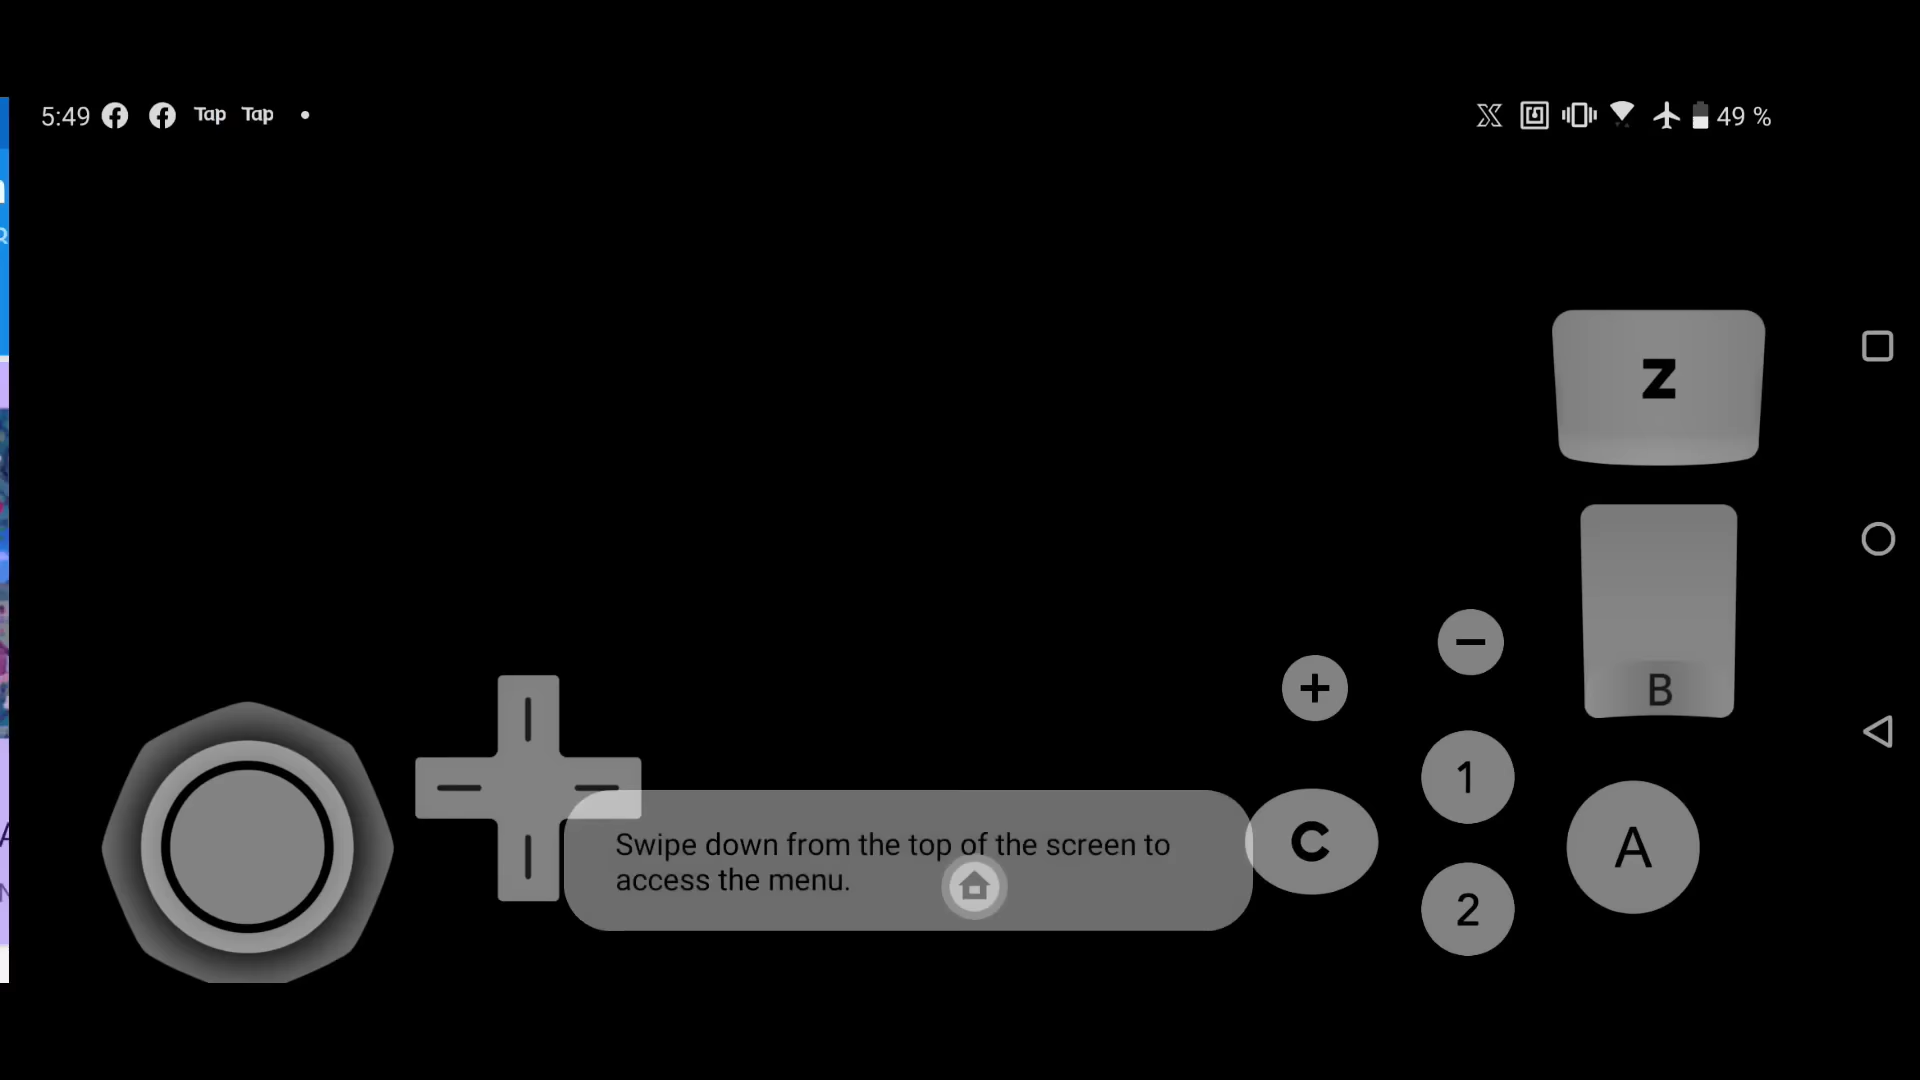 5:49 Tap Tap 49 %
Z
B
1
C
A
2
Swipe down from the top of the screen to
access the menu.